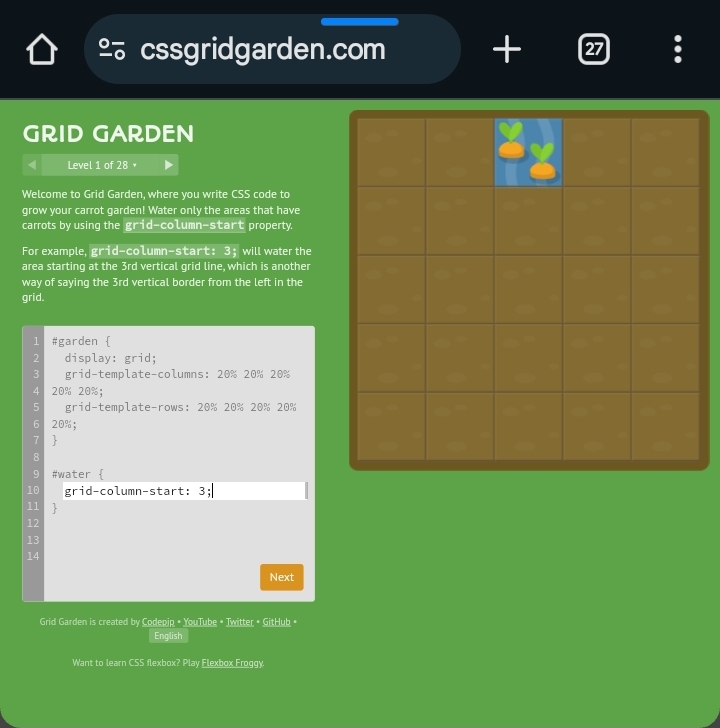 cssgridgarden.com
27
GRID GARDEN
Level 1 of 28
Welcome to Grid Garden, where you write CSS code to
grow your carrot garden! Water only the areas that have
carrots by using the grid-column-start property.
For example, grid-column-start: 3; will water the
area starting at the 3rd vertical grid line, which is another
way of saying the 3rd vertical border from the left in the
grid.
1 #garden {
2 display: grid;
3 grid-template-columns: 20% 20% 20%
4 20% 20%;
5 grid-template-rows: 20% 20% 20% 20%
6 20%;
7 }
8
9 #water {
10 grid-column-start: 3;
11 }
12
13
14
Next
Grid Garden is created by Codepip • YouTube • Twitter • GitHub •
English
Want to learn CSS flexbox? Play Flexbox Froggy.